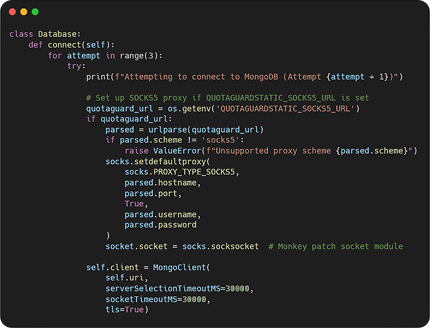 class Database:
    def connect(self):
        for attempt in range(3):
            try:
                print(f"Attempting to connect to MongoDB (Attempt {attempt + 1})")

                # Set up SOCKS5 proxy if QUOTAGUARDSTATIC_SOCKS5_URL is set
                quotaguard_url = os.getenv('QUOTAGUARDSTATIC_SOCKS5_URL')
                if quotaguard_url:
                    parsed = urlparse(quotaguard_url)
                    if parsed.scheme != 'socks5':
                        raise ValueError(f"Unsupported proxy scheme {parsed.scheme}")
                    socks.setdefaultproxy(
                        socks.PROXY_TYPE_SOCKS5,
                        parsed.hostname,
                        parsed.port,
                        True,
                        parsed.username,
                        parsed.password
                    )
                    socket.socket = socks.socksocket  # Monkey patch socket module

                self.client = MongoClient(
                    self.uri,
                    serverSelectionTimeoutMS=30000,
                    socketTimeoutMS=30000,
                    tls=True)